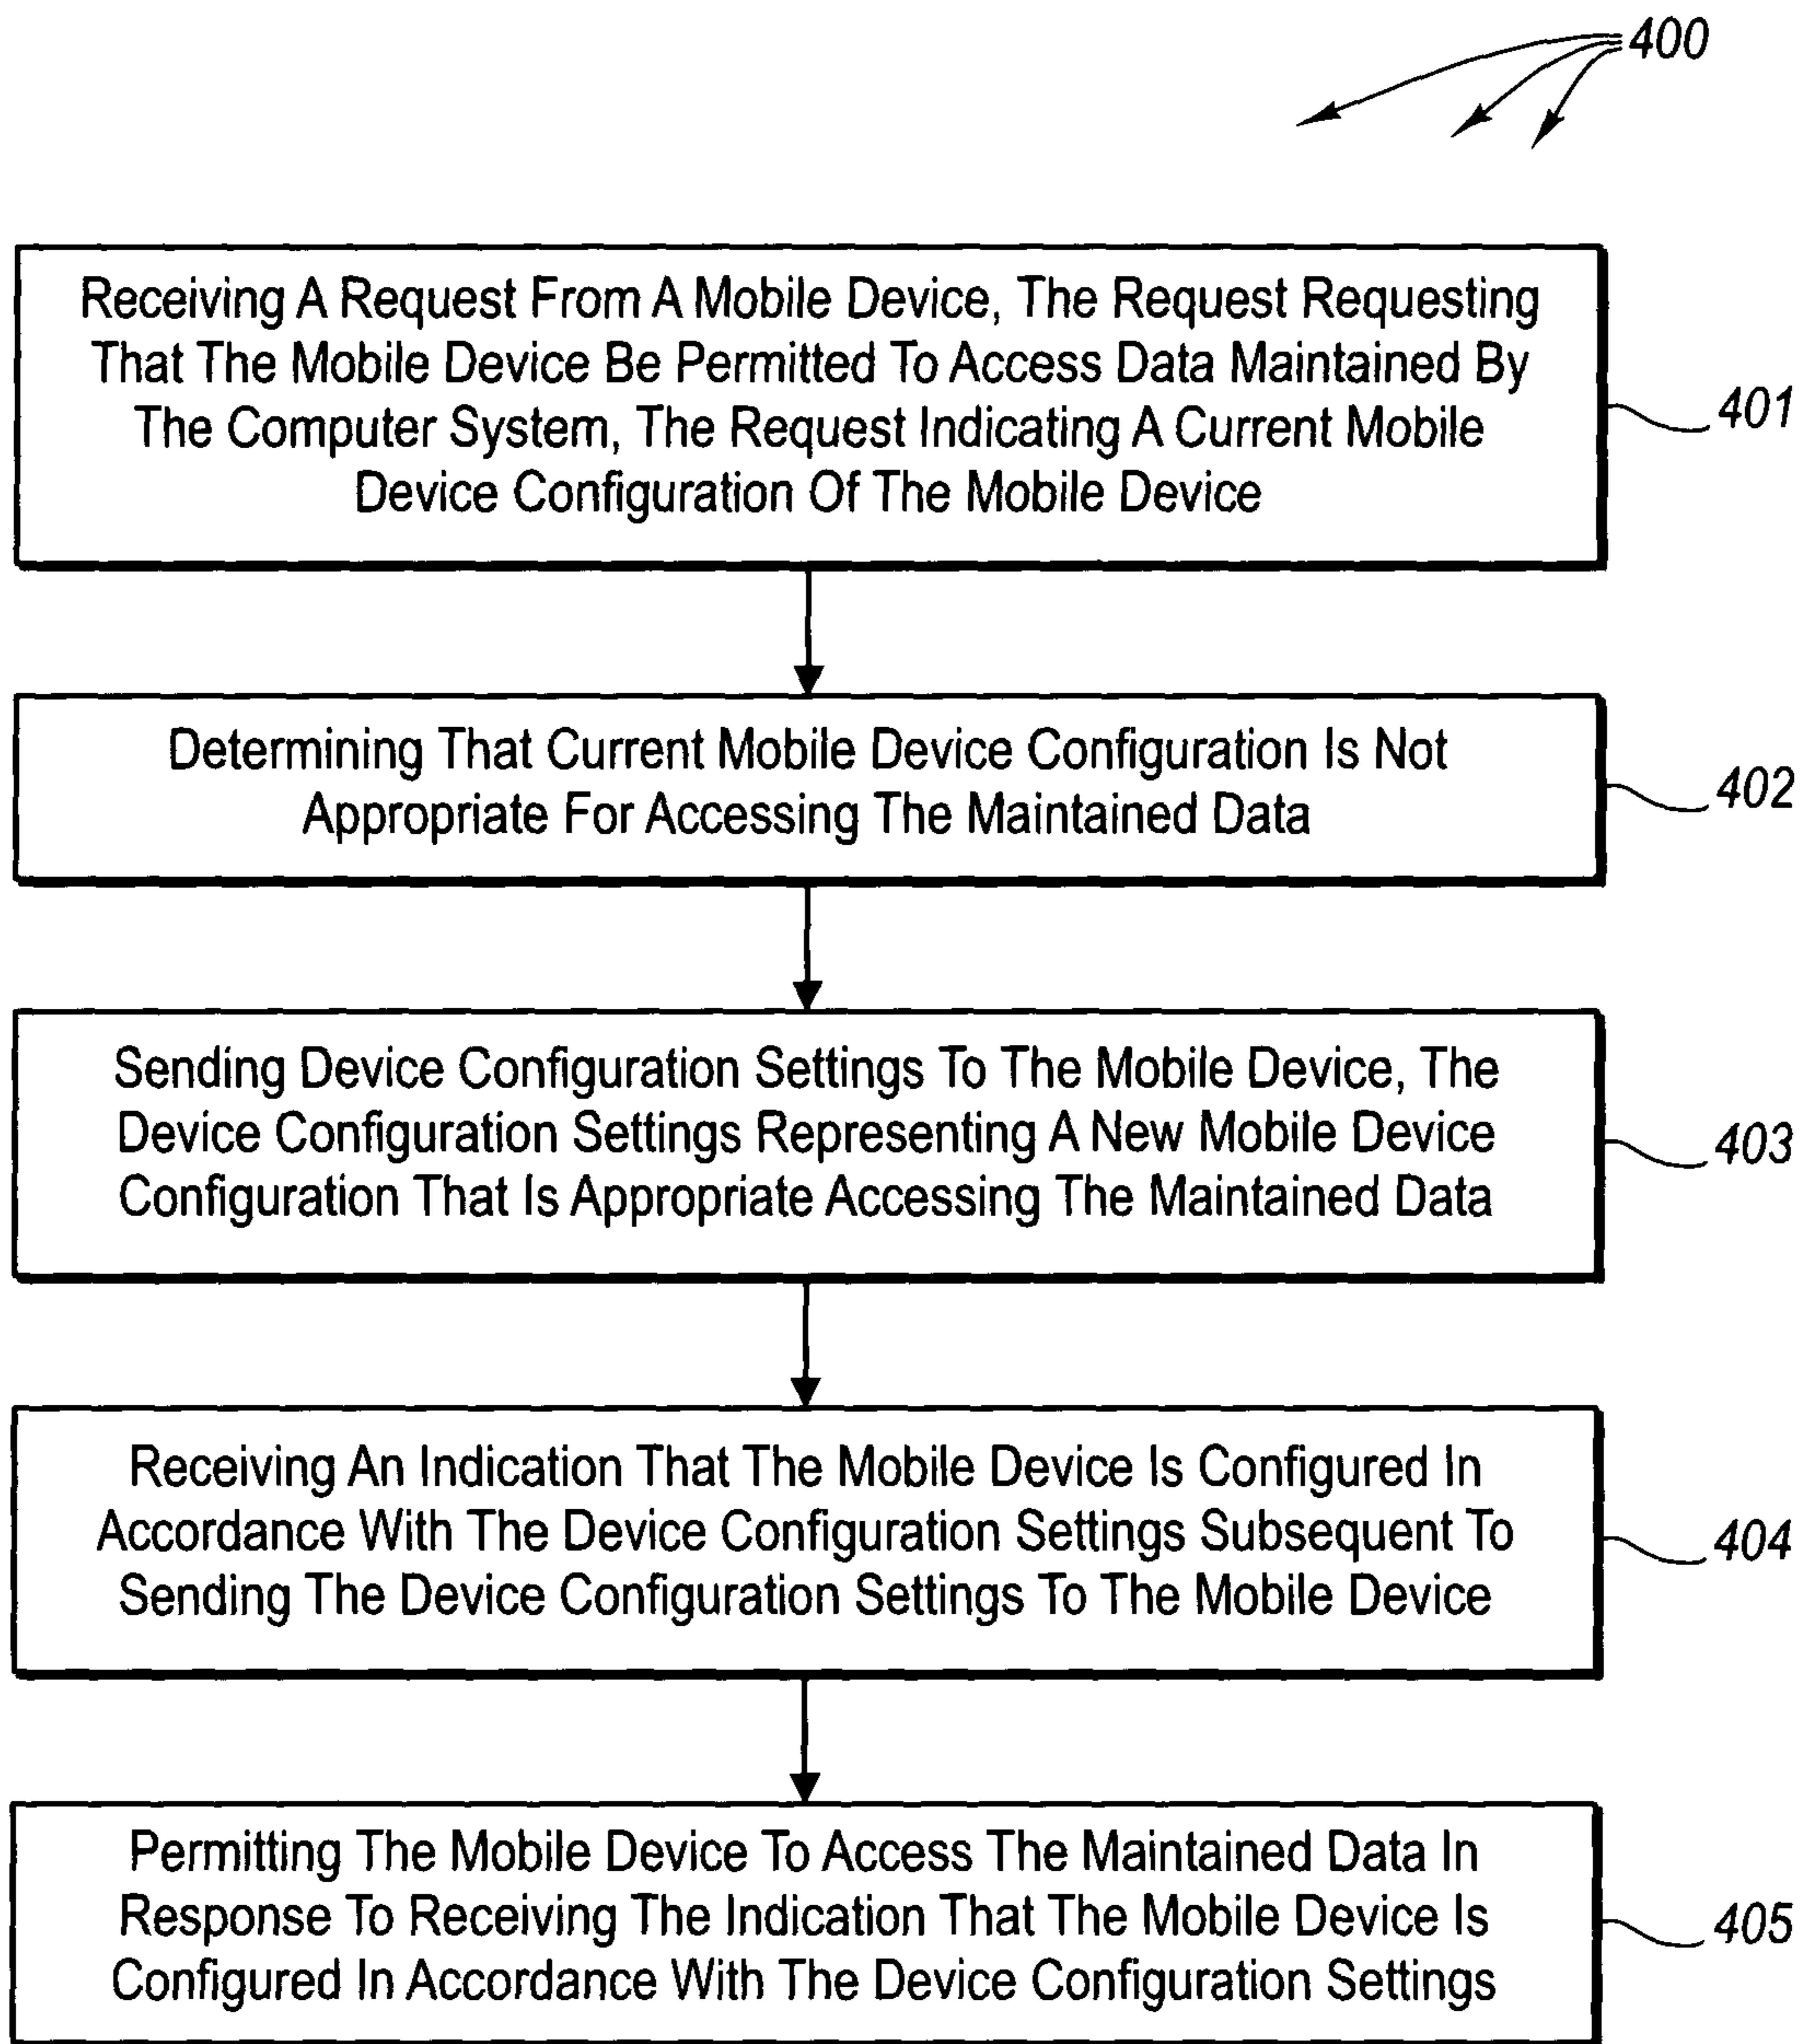 400
Receiving A Request From A Mobile Device, The Request Requesting
That The Mobile Device Be Permitted To Access Data Maintained By
The Computer System, The Request Indicating A Current Mobile
Device Configuration Of The Mobile Device
401
Determining That Current Mobile Device Configuration Is Not
Appropriate For Accessing The Maintained Data
402
Sending Device Configuration Settings To The Mobile Device, The
Device Configuration Settings Representing A New Mobile Device
Configuration That Is Appropriate Accessing The Maintained Data
403
Receiving An Indication That The Mobile Device Is Configured In
Accordance With The Device Configuration Settings Subsequent To
Sending The Device Configuration Settings To The Mobile Device
404
Permitting The Mobile Device To Access The Maintained Data In
Response To Receiving The Indication That The Mobile Device Is
Configured In Accordance With The Device Configuration Settings
405